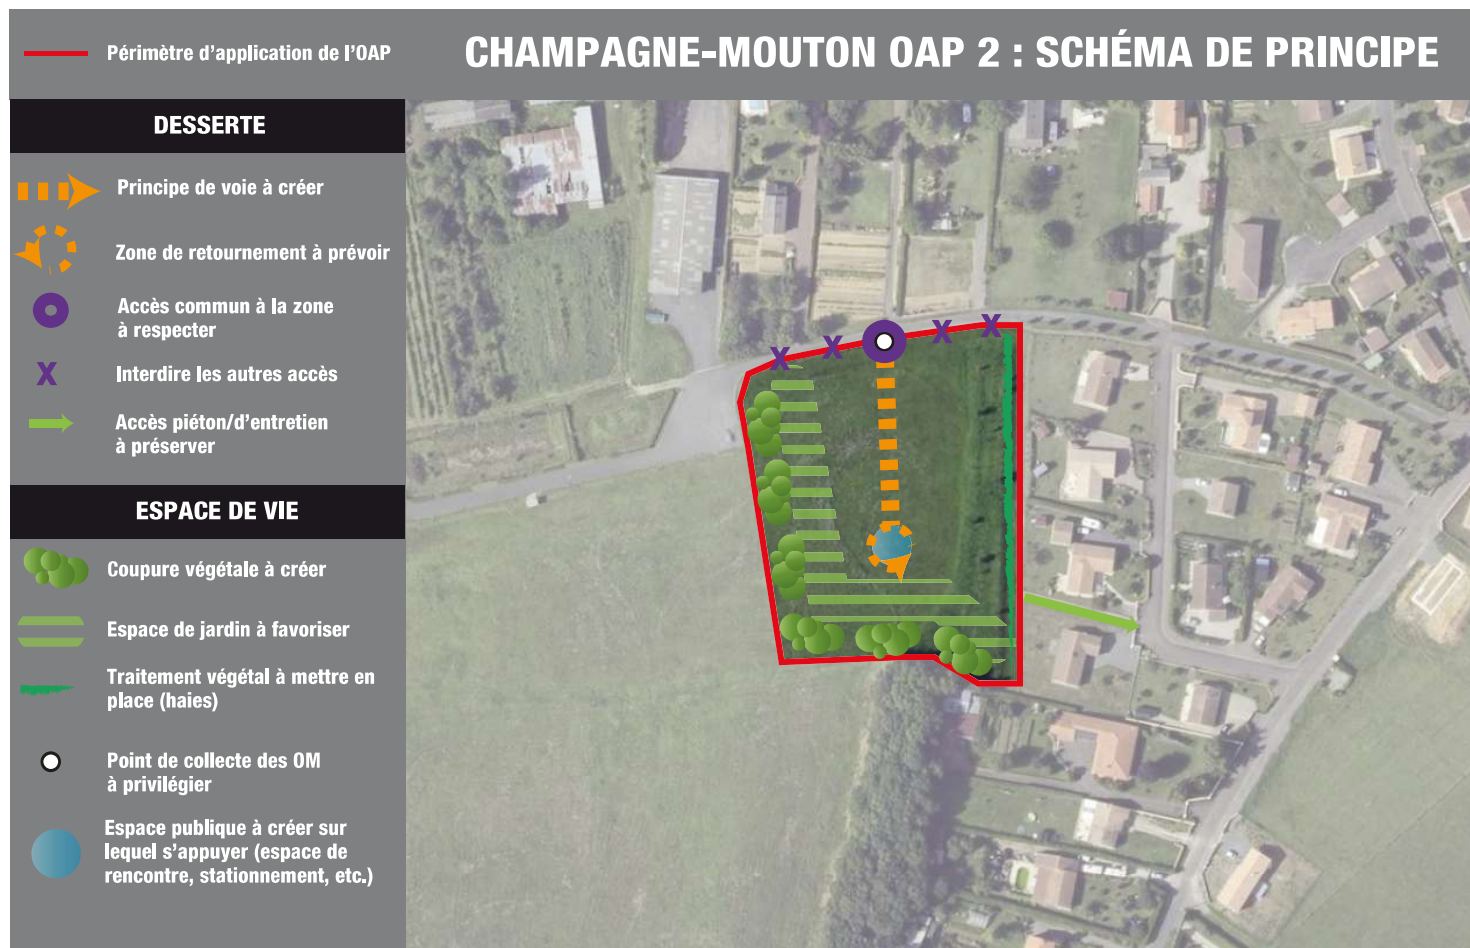 Périmètre d'application de l'OAP
CHAMPAGNE-MOUTON OAP 2 : SCHÉMA DE PRINCIPE
DESSERTE
Principe de voie à créer
Zone de retournement à prévoir
Accès commun à la zone
à respecter
X Interdire les autres accès
Accès piéton/d'entretien
à préserver
ESPACE DE VIE
Coupure végétale à créer
Espace de jardin à favoriser
Traitement végétal à mettre en
place (haies)
Point de collecte des OM
à privilégier
Espace publique à créer sur
lequel s'appuyer (espace de
rencontre, stationnement, etc.)
X X X X